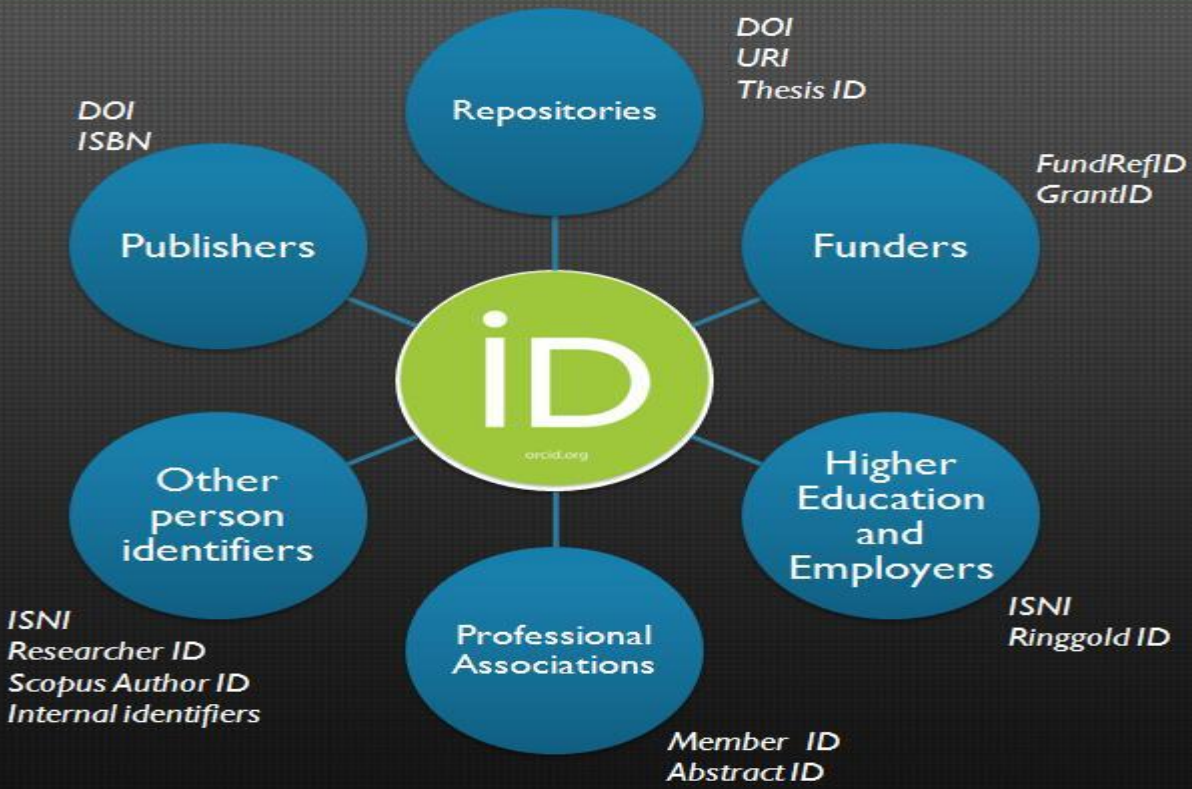 DOI
URI
Thesis ID
Repositories
DOI
ISBN
Publishers
FundRefID
GrantID
Funders
iD
orcid.org
Other
person
identifiers
ISNI
Researcher ID
Scopus Author ID
Internal identifiers
Higher
Education
and
Employers
ISNI
Ringgold ID
Professional
Associations
Member ID
Abstract ID